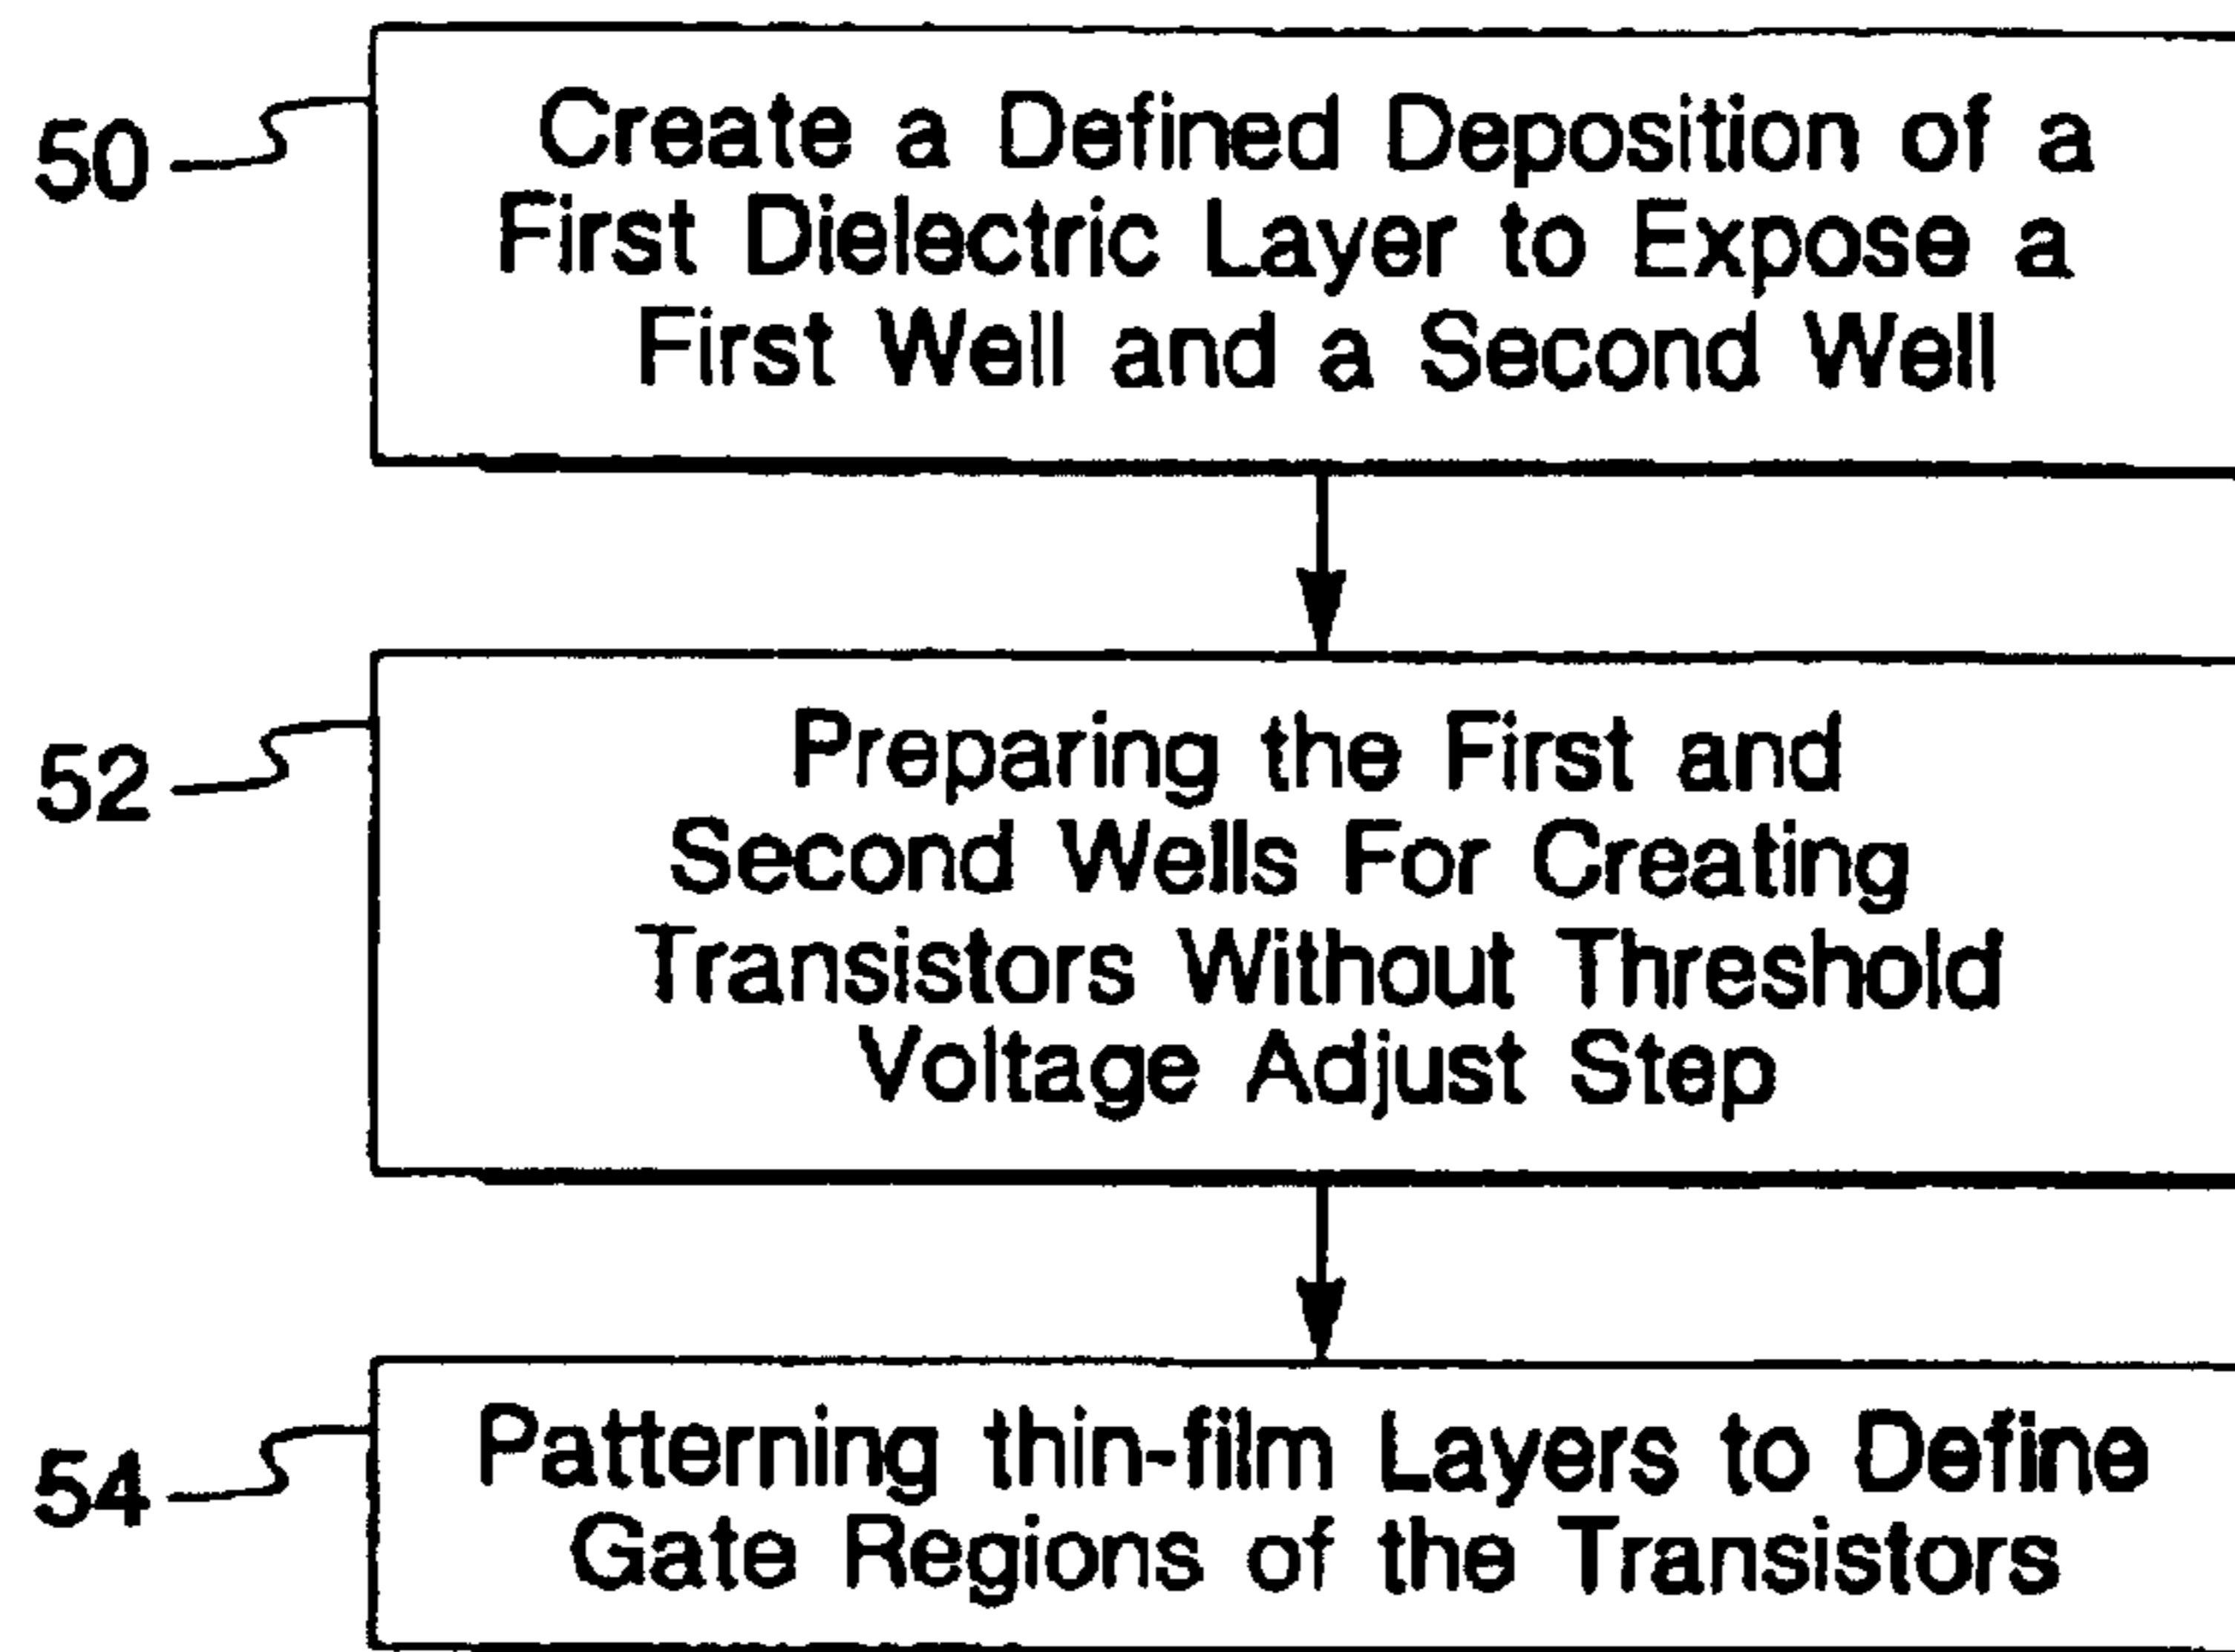 50
Create a Defined Deposition of a
First Dielectric Layer to Expose a
First Well and a Second Well
52
Preparing the First and
Second Wells For Creating
Transistors Without Threshold
Voltage Adjust Step
54
Patterning thin-film Layers to Define
Gate Regions of the Transistors